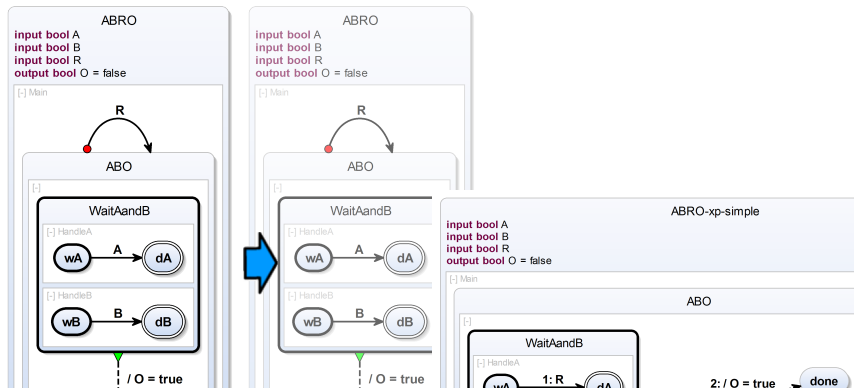 ABRO
input bool A
input bool B
input bool R
output bool O = false
[-] Main
R
ABO
[-]
WaitAandB
[-] HandleA
wA
A
dA
[-] HandleB
wB
B
dB
/ O = true
ABRO
input bool A
input bool B
input bool R
output bool O = false
[-] Main
R
ABO
[-]
WaitAandB
[-] HandleA
wA
A
dA
[-] HandleB
wB
B
dB
/ O = true
ABRO-xp-simple
input bool A
input bool B
input bool R
output bool O = false
[-] Main
ABO
[-]
WaitAandB
[-] HandleA
wA
1: R
dA
2: / O = true
done